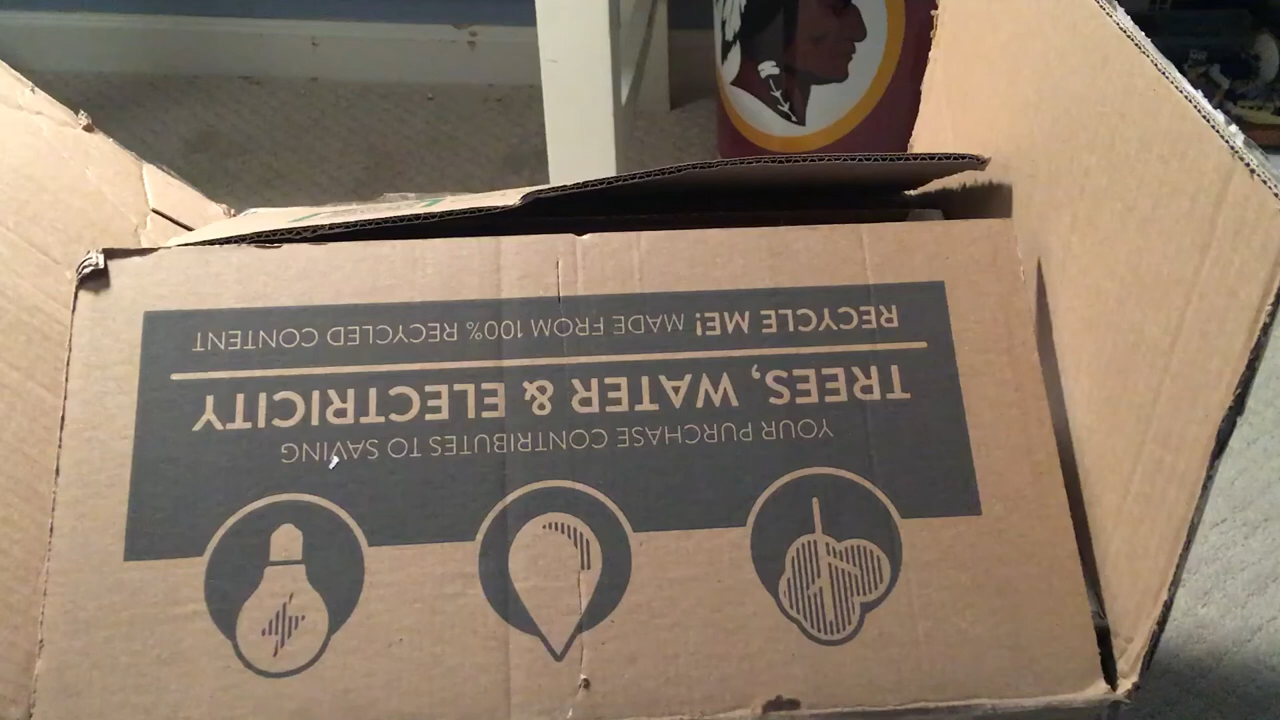 YOUR PURCHASE CONTRIBUTES TO SAVING
TREES, WATER & ELECTRICITY
RECYCLE ME! MADE FROM 100% RECYCLED CONTENT